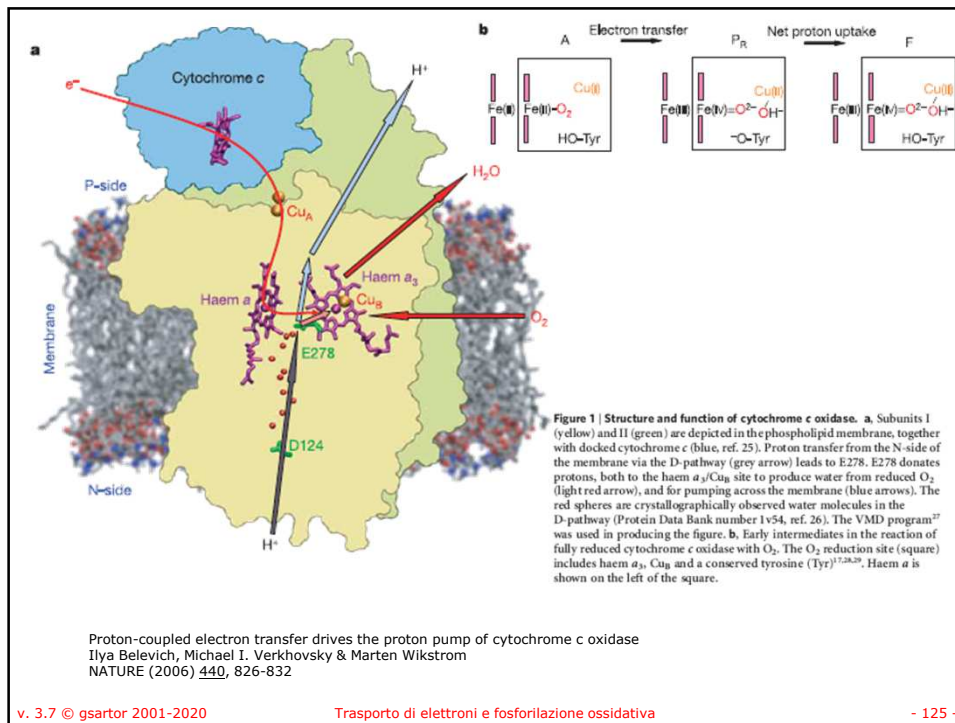 a
Cytochrome c
e⁻
H⁺
H₂O
P-side
CuA
Haem a₃
Haem a
CuB
O₂
E278
Membrane
D124
N-side
H⁺
b
A
Electron transfer
PR
Net proton uptake
F
Cu(I)
Fe(II)
Fe(II)-O₂
HO–Tyr
Cu(II)
Fe(III)
Fe(IV)=O²⁻ OH–
⁻O–Tyr
Cu(II)
Fe(III)
Fe(IV)=O²⁻ OH–
HO–Tyr
Figure 1 | Structure and function of cytochrome c oxidase. a, Subunits I
(yellow) and II (green) are depicted in the phospholipid membrane, together
with docked cytochrome c (blue, ref. 25). Proton transfer from the N-side of
the membrane via the D-pathway (grey arrow) leads to E278. E278 donates
protons, both to the haem a₃/CuB site to produce water from reduced O₂
(light red arrow), and for pumping across the membrane (blue arrows). The
red spheres are crystallographically observed water molecules in the
D-pathway (Protein Data Bank number 1v54, ref. 26). The VMD program²⁷
was used in producing the figure. b, Early intermediates in the reaction of
fully reduced cytochrome c oxidase with O₂. The O₂ reduction site (square)
includes haem a₃, CuB and a conserved tyrosine (Tyr)¹⁷,²⁸,²⁹. Haem a is
shown on the left of the square.
Proton-coupled electron transfer drives the proton pump of cytochrome c oxidase
Ilya Belevich, Michael I. Verkhovsky & Marten Wikstrom
NATURE (2006) 440, 826-832
v. 3.7 © gsartor 2001-2020
Trasporto di elettroni e fosforilazione ossidativa
- 125 -